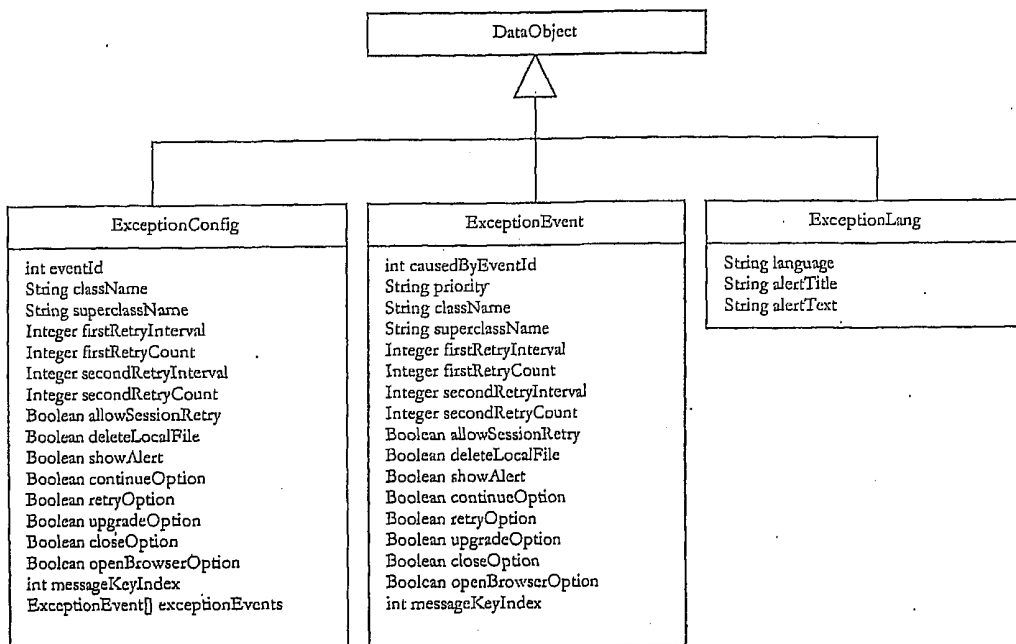 DataObject
ExceptionConfig
int eventId
String className
String superclassName
Integer firstRetryInterval
Integer firstRetryCount
Integer secondRetryInterval
Integer secondRetryCount
Boolean allowSessionRetry
Boolean deleteLocalFile
Boolean showAlert
Boolean continueOption
Boolean retryOption
Boolean upgradeOption
Boolean closeOption
Boolean openBrowserOption
int messageKeyIndex
ExceptionEvent[] exceptionEvents
ExceptionEvent
int causedByEventId
String priority
String className
String superclassName
Integer firstRetryInterval
Integer firstRetryCount
Integer secondRetryInterval
Integer secondRetryCount
Boolean allowSessionRetry
Boolean deleteLocalFile
Boolean showAlert
Boolean continueOption
Boolean retryOption
Boolean upgradeOption
Boolean closeOption
Boolean openBrowserOption
int messageKeyIndex
ExceptionLang
String language
String alertTitle
String alertText